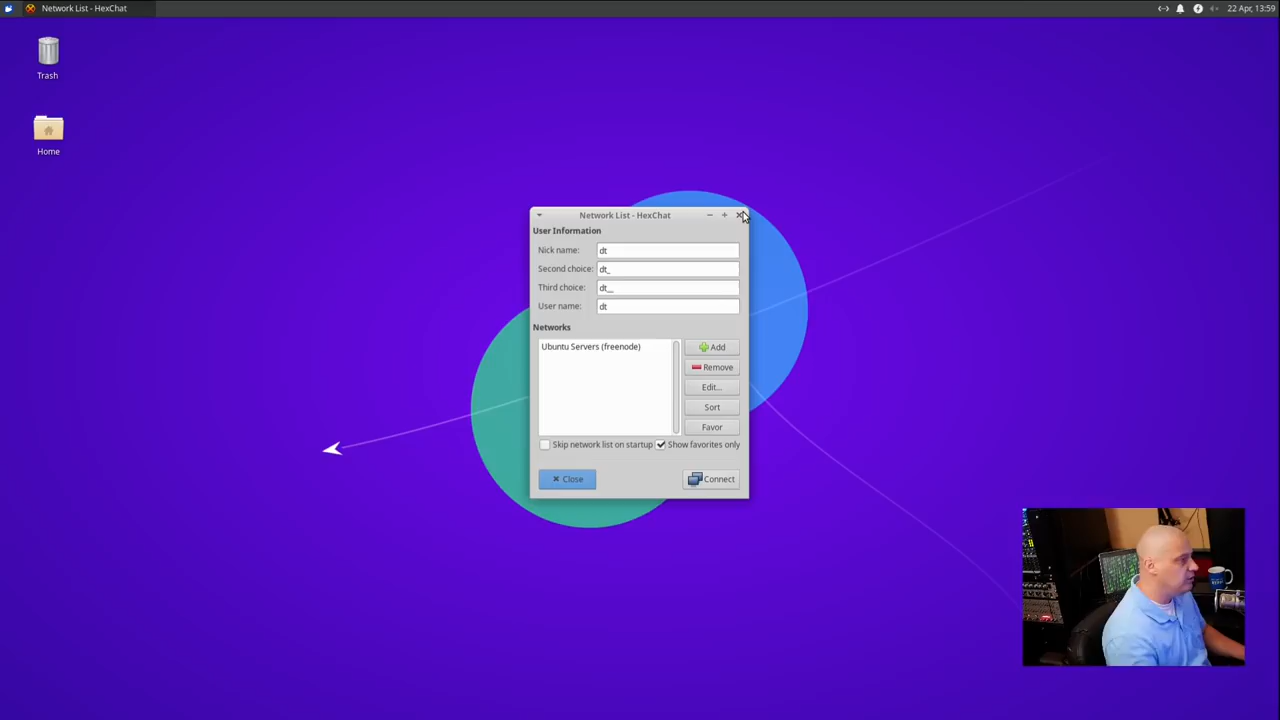 Network List - HexChat
22 Apr, 13:59
Trash
Home
Network List - HexChat
User Information
Nick name: dt
Second choice: dt_
Third choice: dt__
User name: dt
Networks
Ubuntu Servers (freenode)
Add
Remove
Edit...
Sort
Favor
Skip network list on startup
Show favorites only
Close
Connect